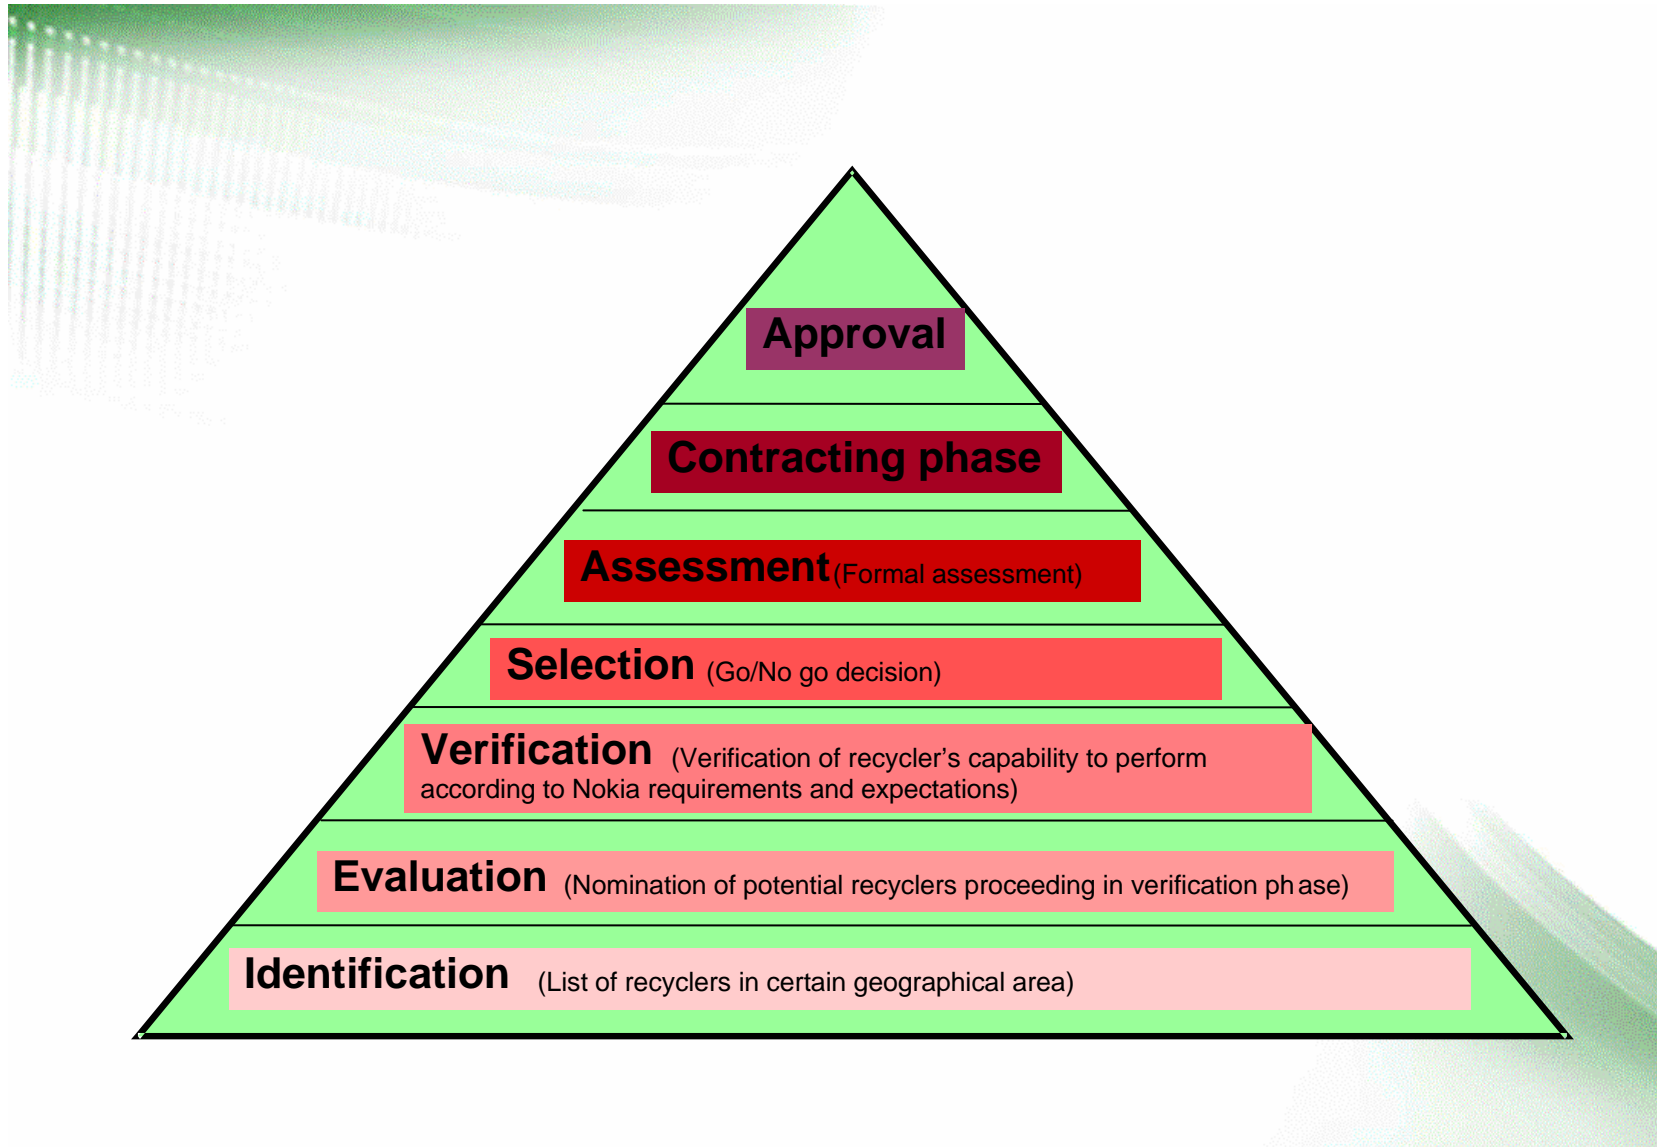 Approval
Contracting phase
Assessment (Formal assessment)
Selection (Go/No go decision)
Verification (Verification of recycler’s capability to perform
according to Nokia requirements and expectations)
Evaluation (Nomination of potential recyclers proceeding in verification phase)
Identification (List of recyclers in certain geographical area)